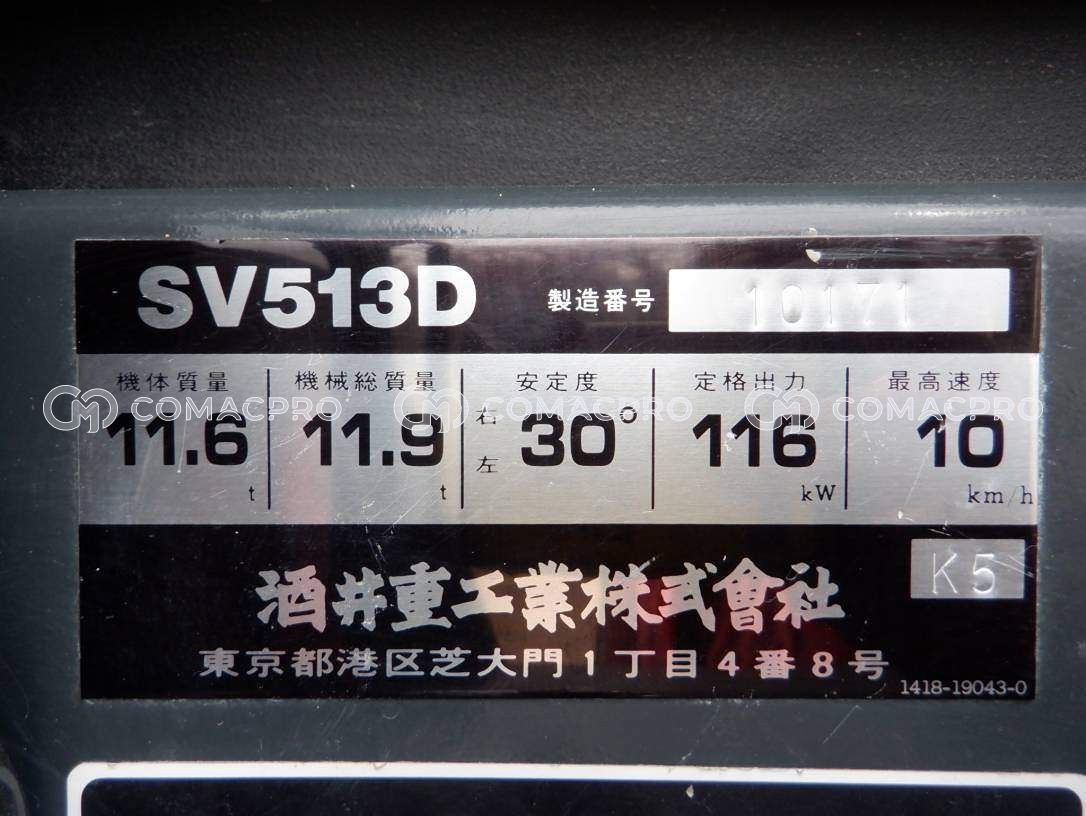 SV513D 製造番号 10171
機体質量 機械総質量 安定度 定格出力 最高速度
11.6 t 11.9 t 右 左 30° 116 kW 10 km/h
COMACPRO COMACPRO COMACPRO COMACPRO COMACPRO
K5
酒井重工業株式會社
東京都港区芝大門1丁目4番8号
1418-19043-0